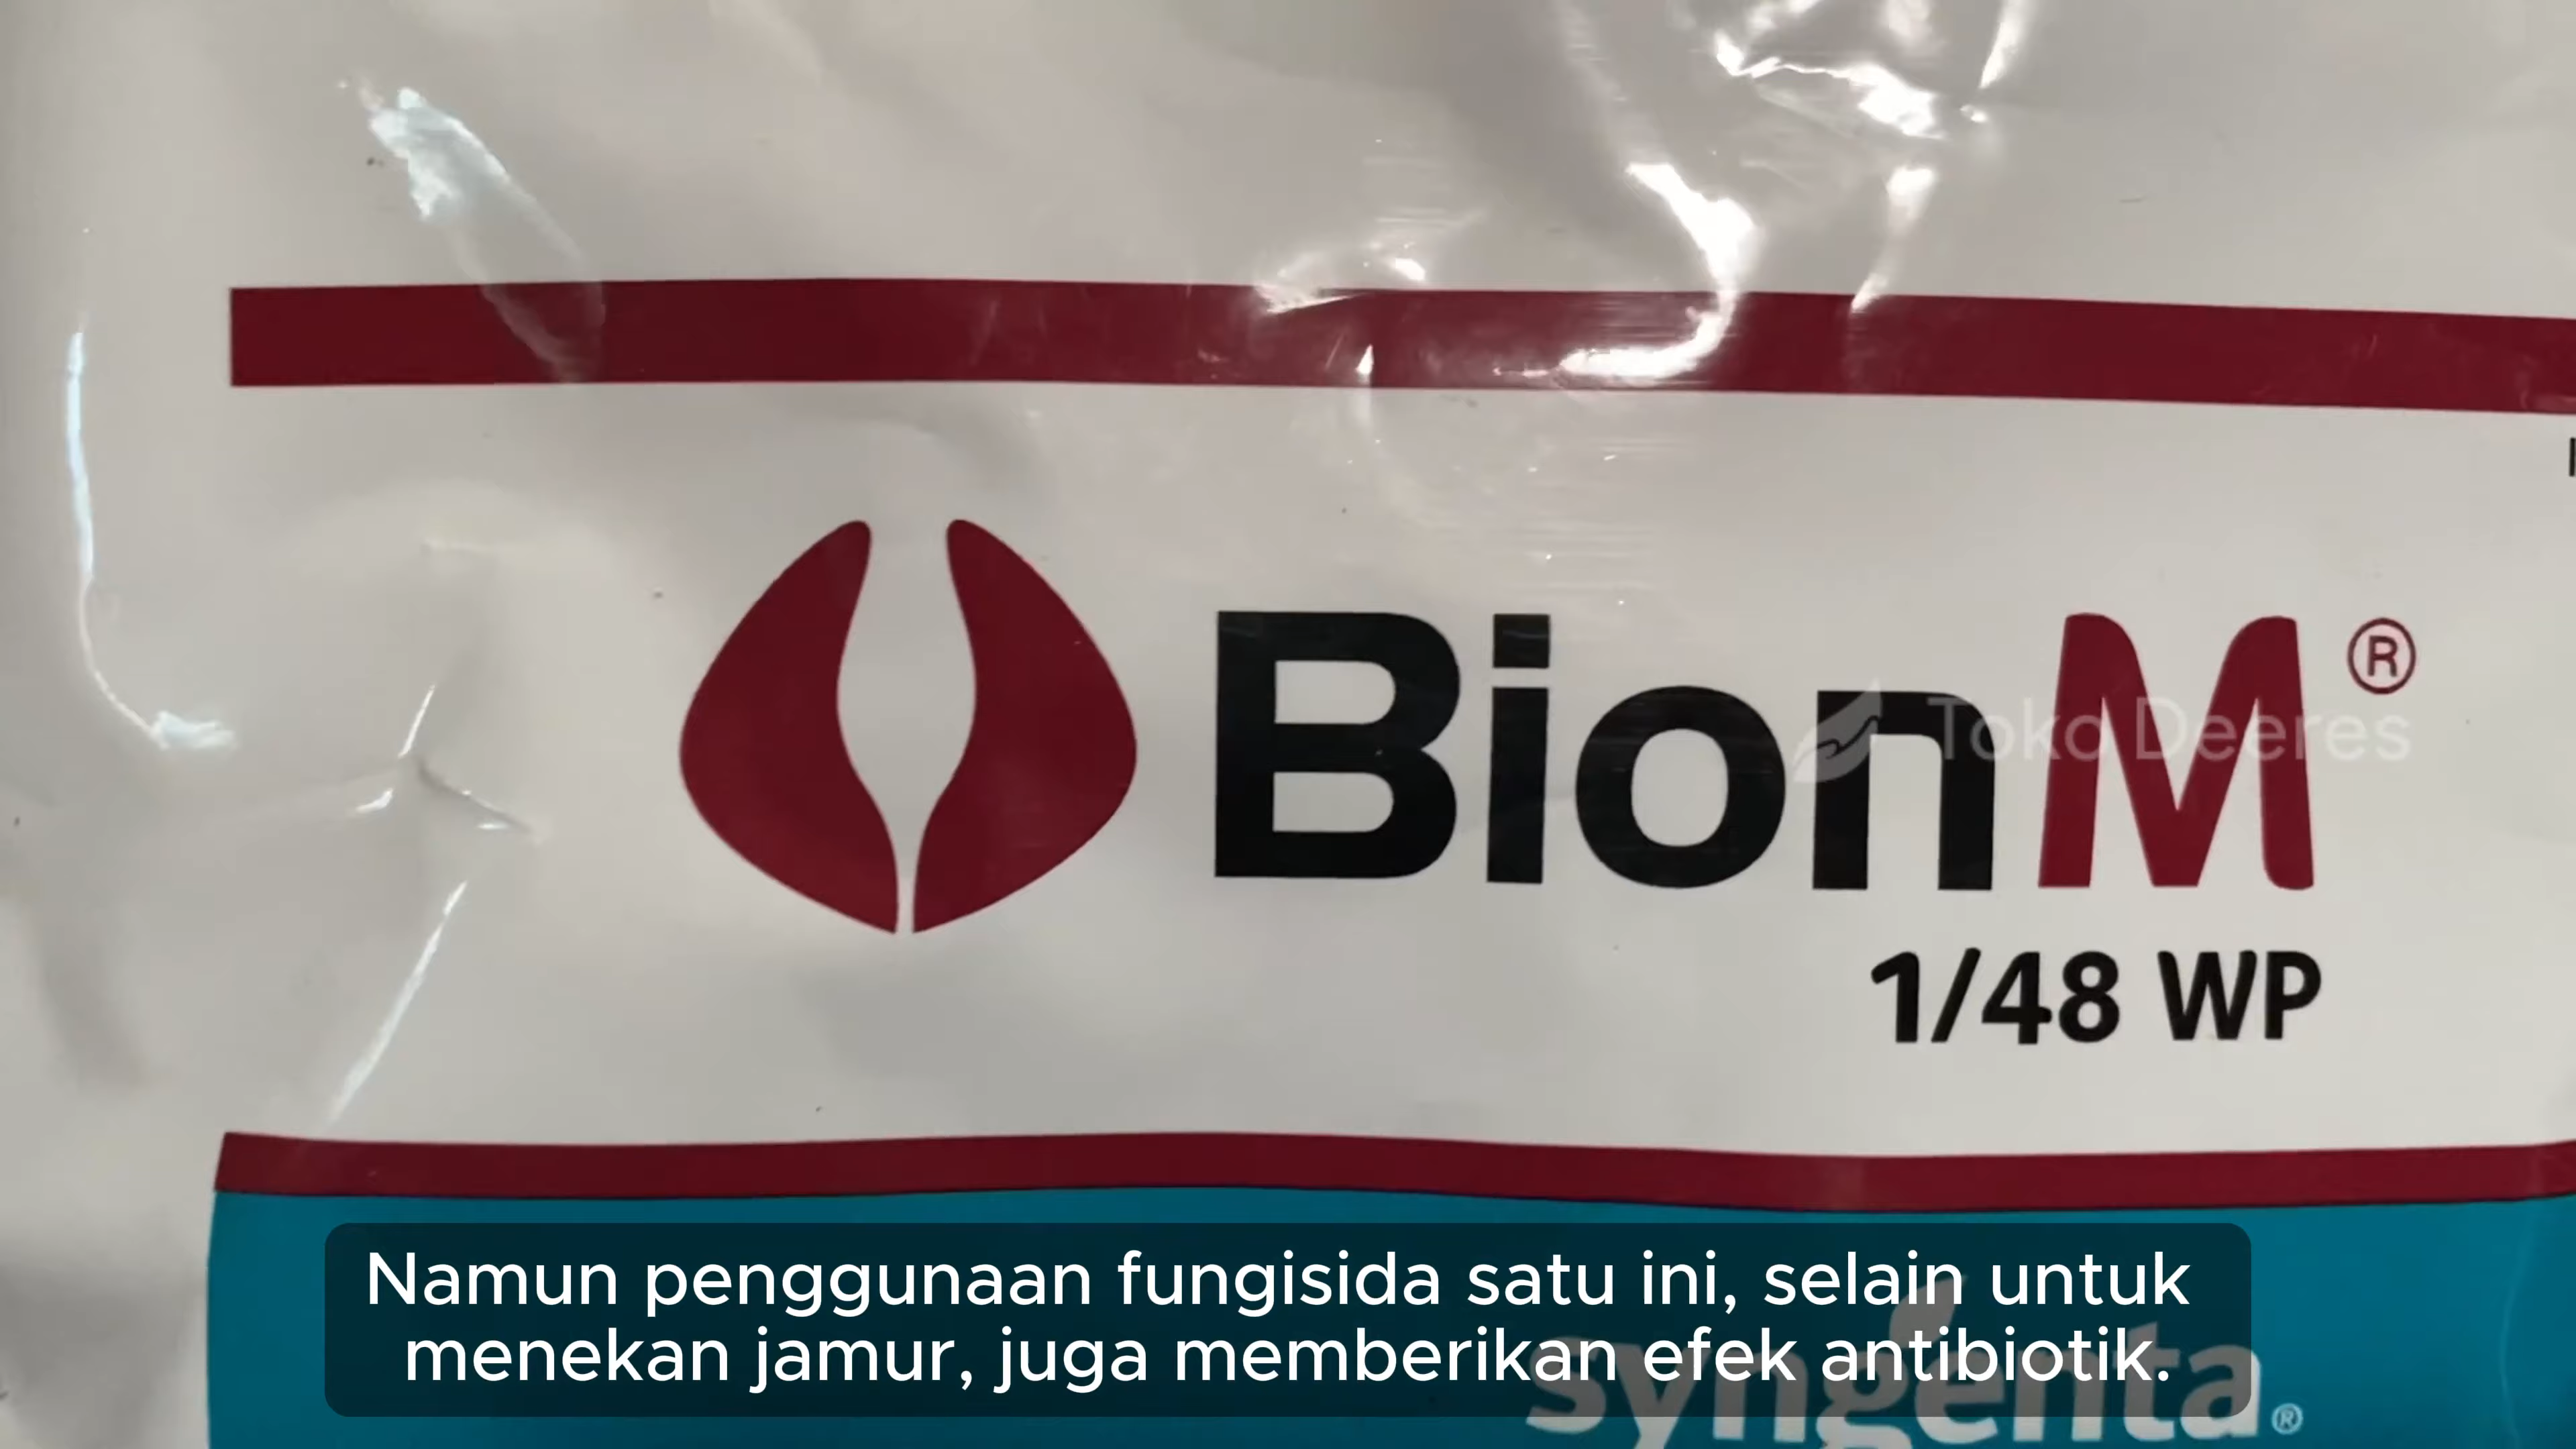 BionM®
Toko Deeres
1/48 WP
Namun penggunaan fungisida satu ini, selain untuk
menekan jamur, juga memberikan efek antibiotik.
syngenta®